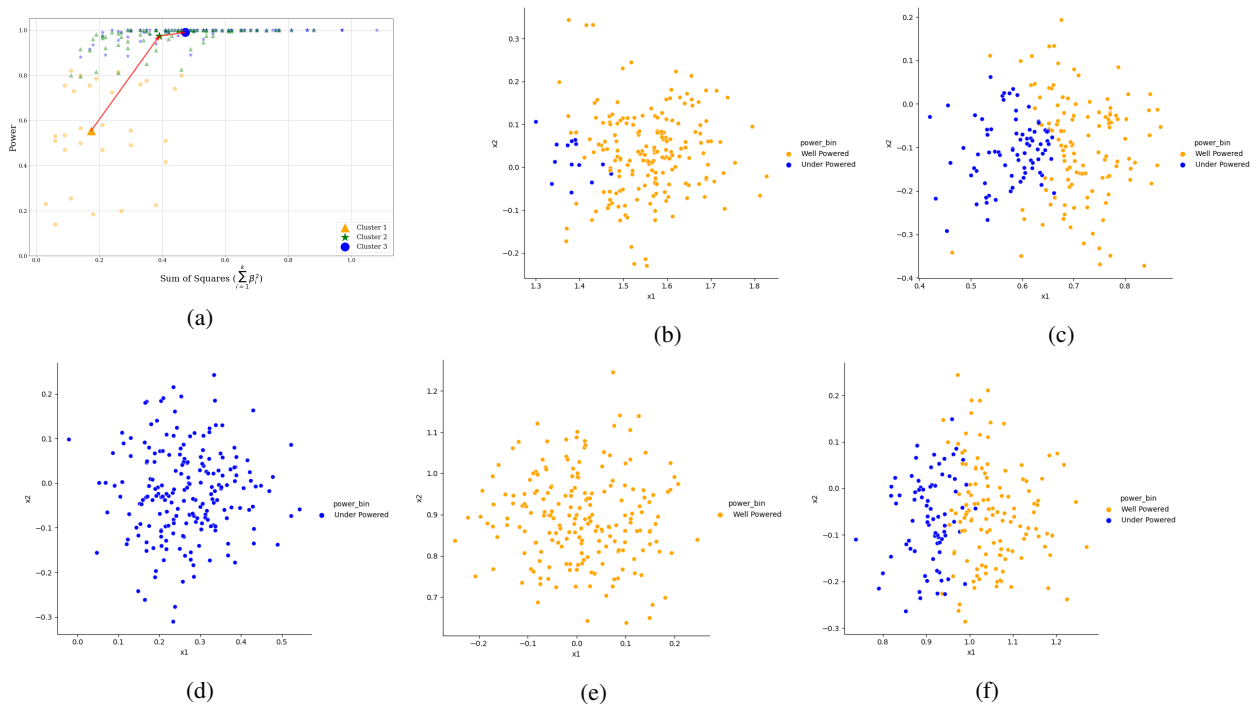 1.0
0.8
0.6
0.4
0.2
0.0
Power
0.0 0.2 0.4 0.6 0.8 1.0
Sum of Squares (∑ᵢ₌₁ᵏ βᵢ²)
Cluster 1
Cluster 2
Cluster 3
(a)
0.3
0.2
0.1
0.0
−0.1
−0.2
x2
1.3 1.4 1.5 1.6 1.7 1.8
x1
power_bin
Well Powered
Under Powered
(b)
0.2
0.1
0.0
−0.1
−0.2
−0.3
−0.4
x2
0.4 0.5 0.6 0.7 0.8
x1
power_bin
Well Powered
Under Powered
(c)
0.2
0.1
0.0
−0.1
−0.2
−0.3
x2
0.0 0.1 0.2 0.3 0.4 0.5
x1
power_bin
Under Powered
(d)
1.2
1.1
1.0
0.9
0.8
0.7
x2
−0.2 −0.1 0.0 0.1 0.2
x1
power_bin
Well Powered
(e)
0.2
0.1
0.0
−0.1
−0.2
−0.3
x2
0.8 0.9 1.0 1.1 1.2
x1
power_bin
Well Powered
Under Powered
(f)